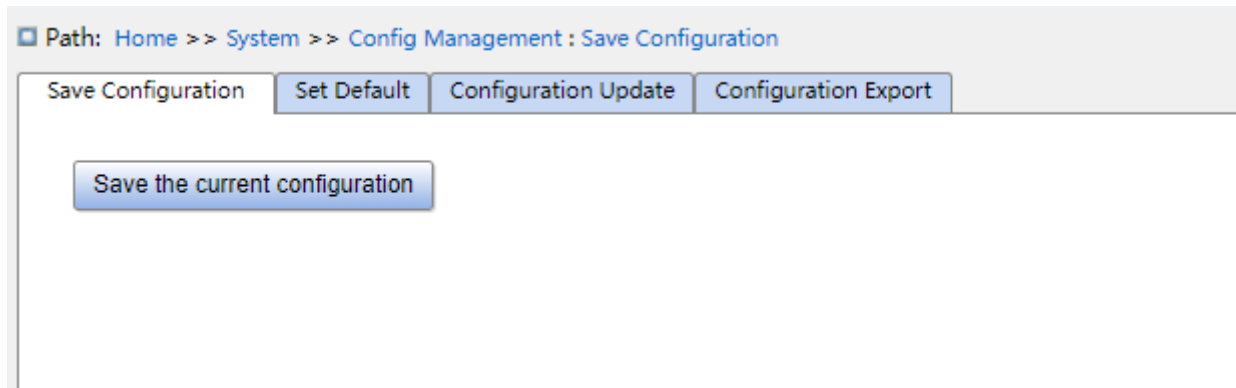 Path: Home >> System >> Config Management : Save Configuration
Save Configuration Set Default Configuration Update Configuration Export
Save the current configuration